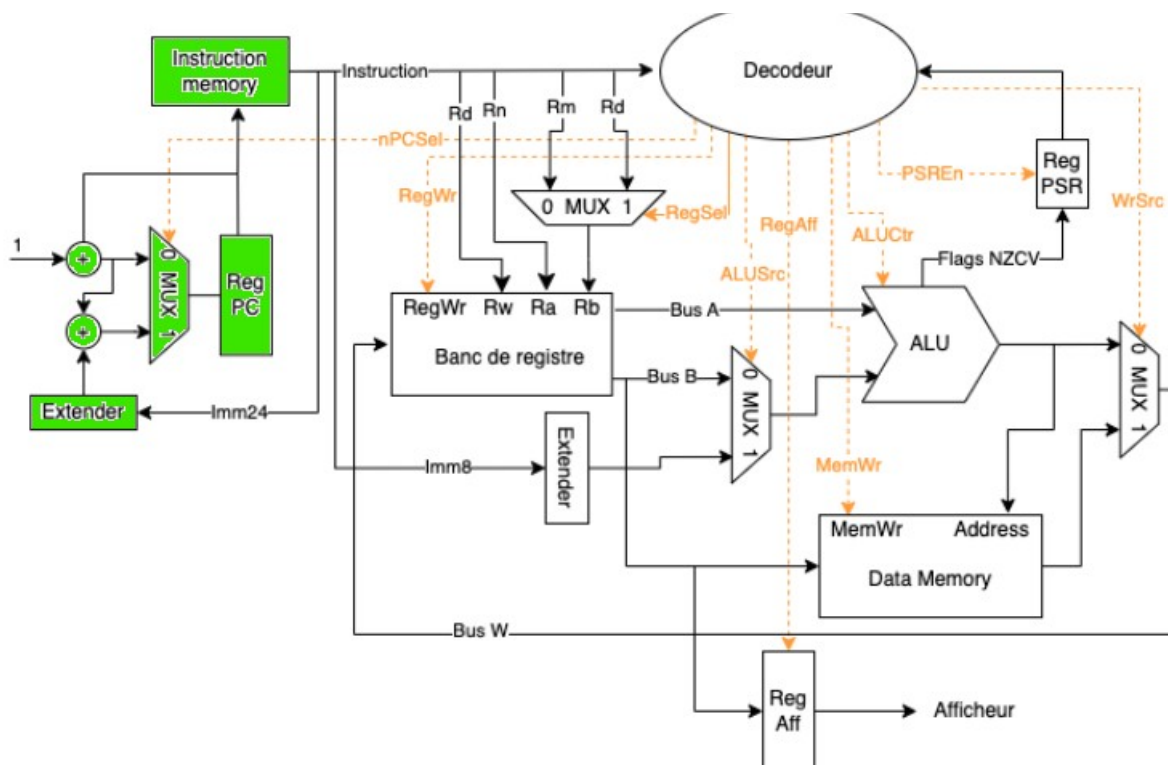 Instruction
memory
Instruction
Decodeur
Rd
Rn
Rm
Rd
nPCSel
RegWr
0 MUX 1
RegSel
RegAff
PSREn
Reg
PSR
WrSrc
ALUCtr
Flags NZCV
ALUSrc
1
+
+
0 MUX 1
Reg
PC
Extender
Imm24
RegWr Rw Ra Rb
Banc de registre
Bus A
Bus B
0 MUX 1
ALU
0 MUX 1
Imm8
Extender
MemWr
MemWr Address
Data Memory
Bus W
Reg
Aff
Afficheur